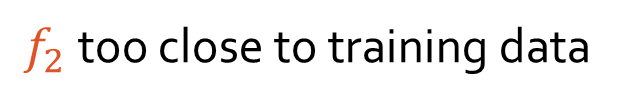 f₂ too close to training data